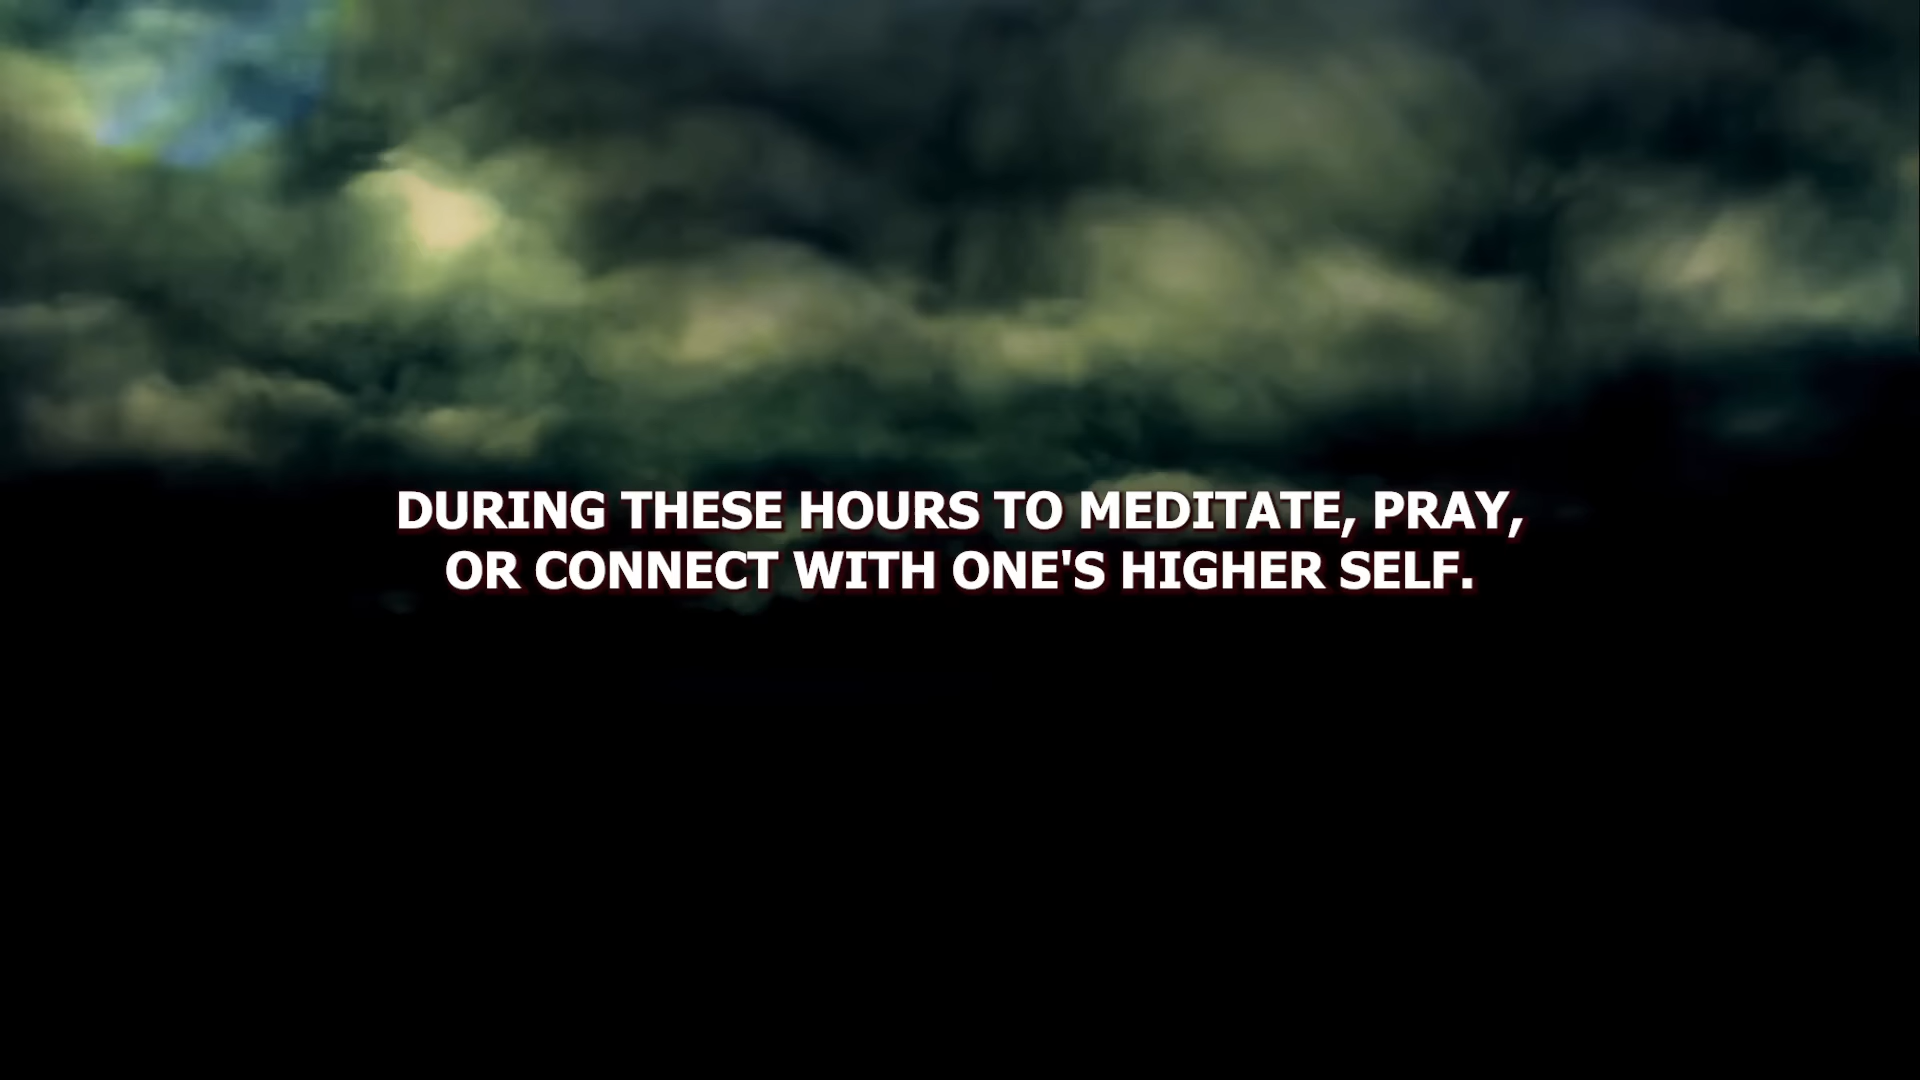 DURING THESE HOURS TO MEDITATE, PRAY,
OR CONNECT WITH ONE'S HIGHER SELF.